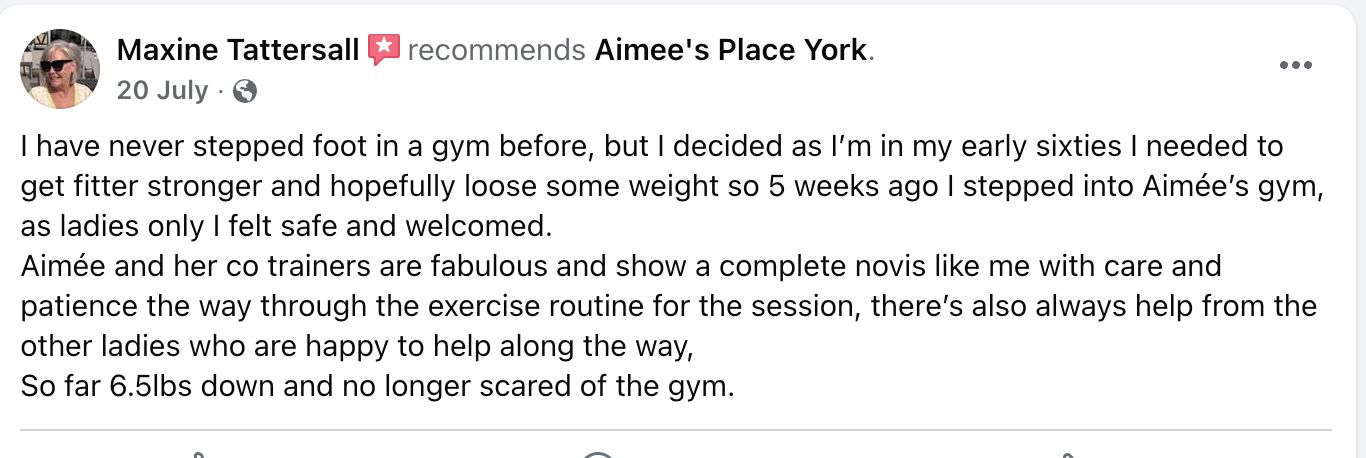 Maxine Tattersall recommends Aimee's Place York.
20 July ·
I have never stepped foot in a gym before, but I decided as I’m in my early sixties I needed to
get fitter stronger and hopefully loose some weight so 5 weeks ago I stepped into Aimée’s gym,
as ladies only I felt safe and welcomed.
Aimée and her co trainers are fabulous and show a complete novis like me with care and
patience the way through the exercise routine for the session, there’s also always help from the
other ladies who are happy to help along the way,
So far 6.5lbs down and no longer scared of the gym.